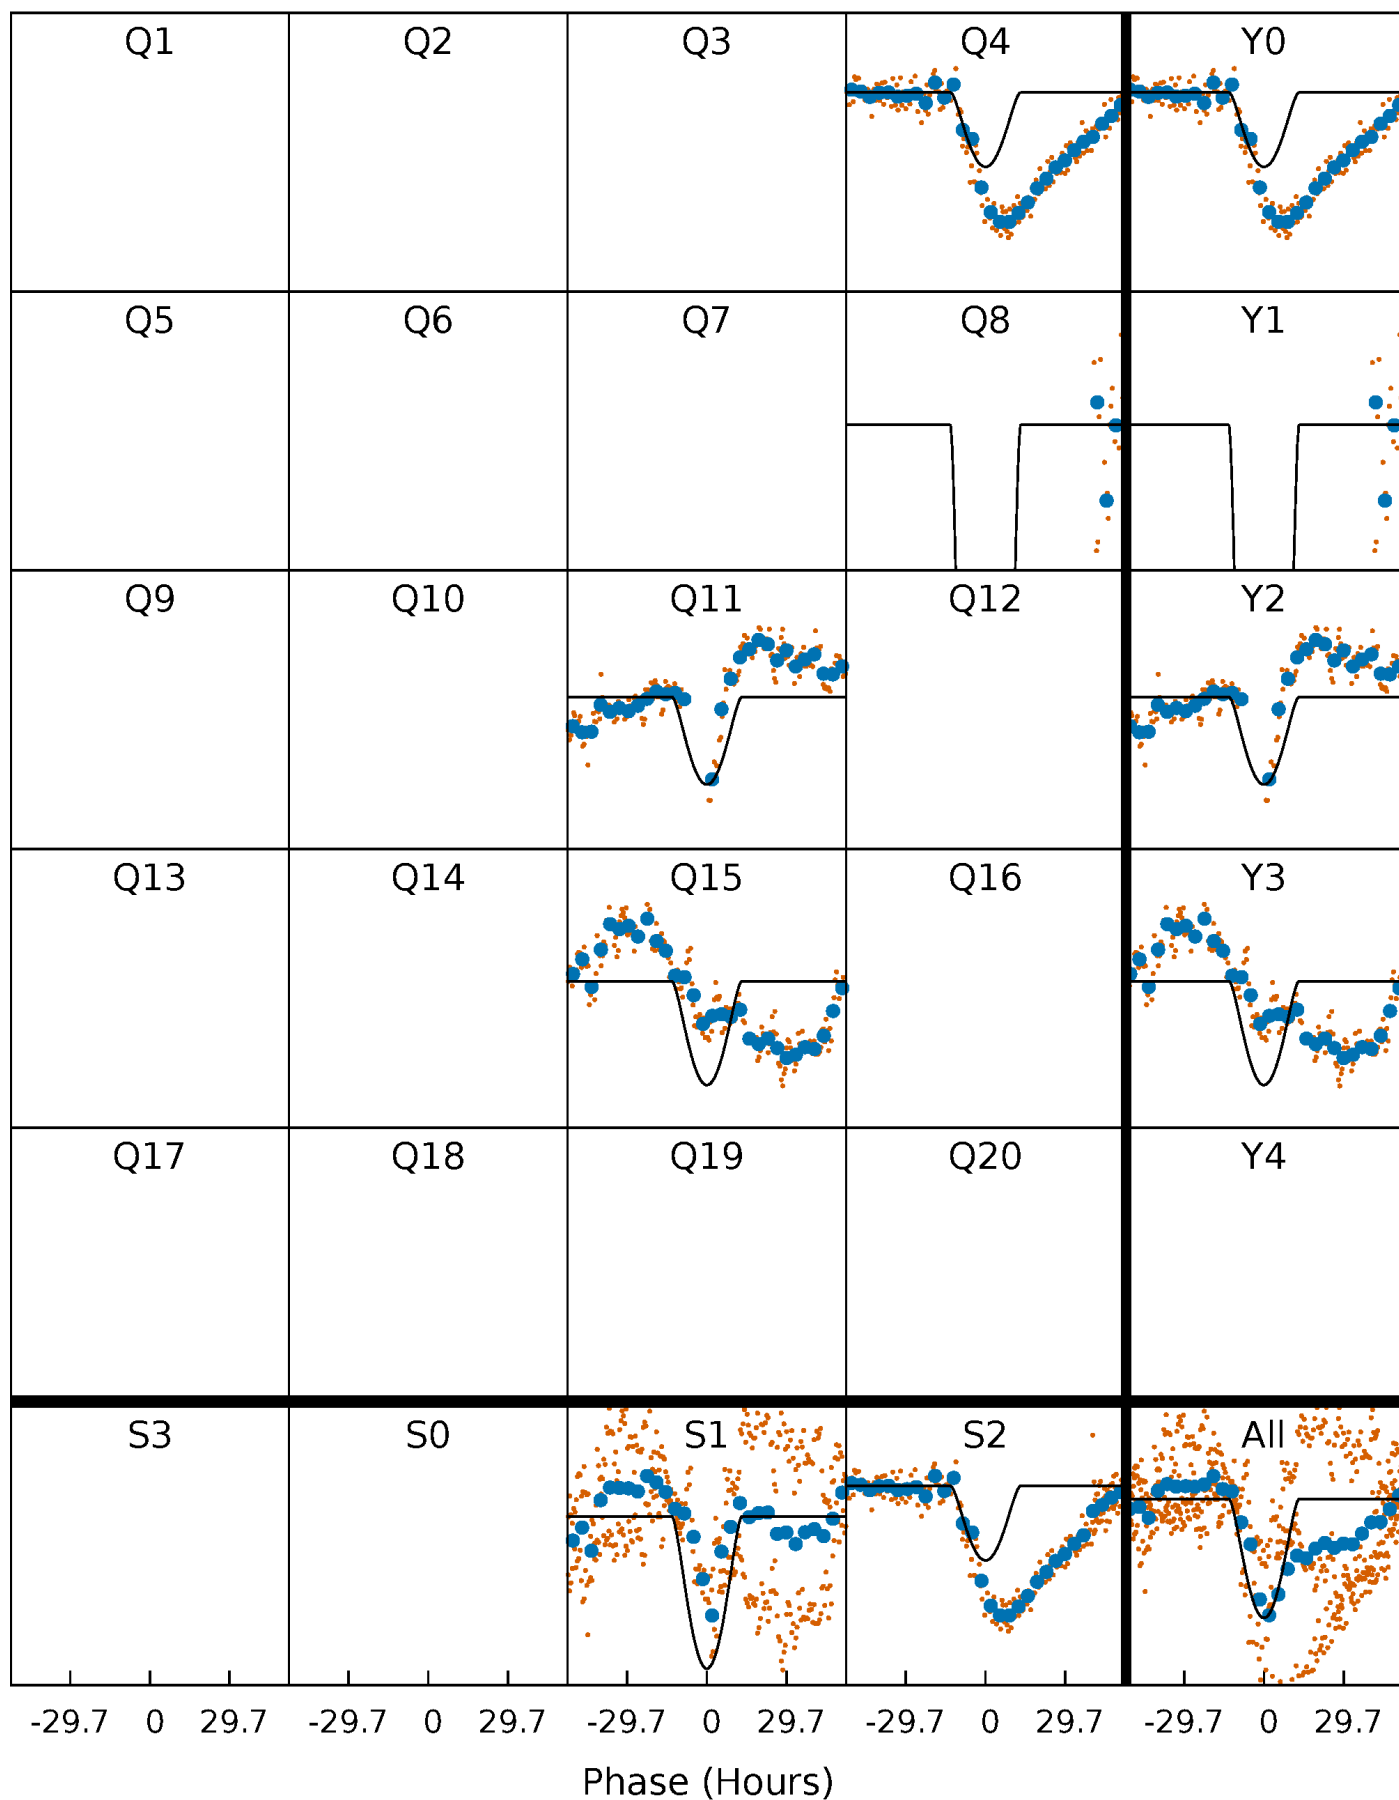 Q1 Q2 Q3 Q4 Y0
Q5 Q6 Q7 Q8 Y1
Q9 Q10 Q11 Q12 Y2
Q13 Q14 Q15 Q16 Y3
Q17 Q18 Q19 Q20 Y4
S3 S0 S1 S2 All
-29.7 0 29.7 -29.7 0 29.7 -29.7 0 29.7 -29.7 0 29.7 -29.7 0 29.7
Phase (Hours)